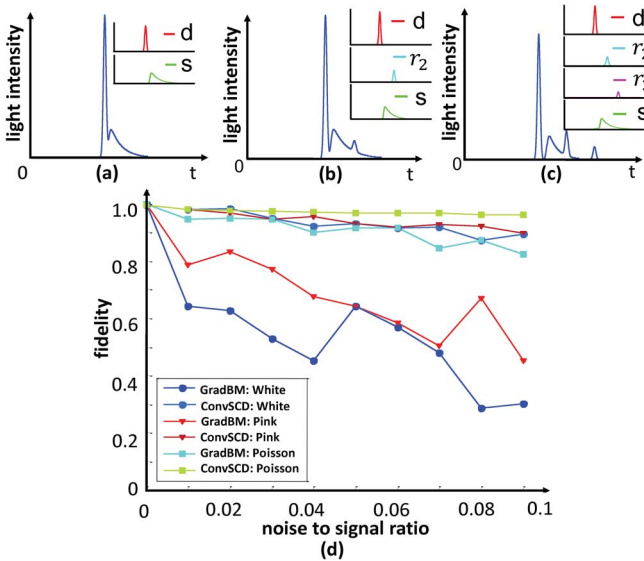 light intensity
d
s
0
t
(a)
light intensity
d
r2
s
0
t
(b)
light intensity
d
s
0
t
(c)
1.0
0.8
0.6
0.4
0.2
0
fidelity
GradBM: White
ConvSCD: White
GradBM: Pink
ConvSCD: Pink
GradBM: Poisson
ConvSCD: Poisson
0
0.02
0.04
0.06
0.08
0.1
noise to signal ratio
(d)